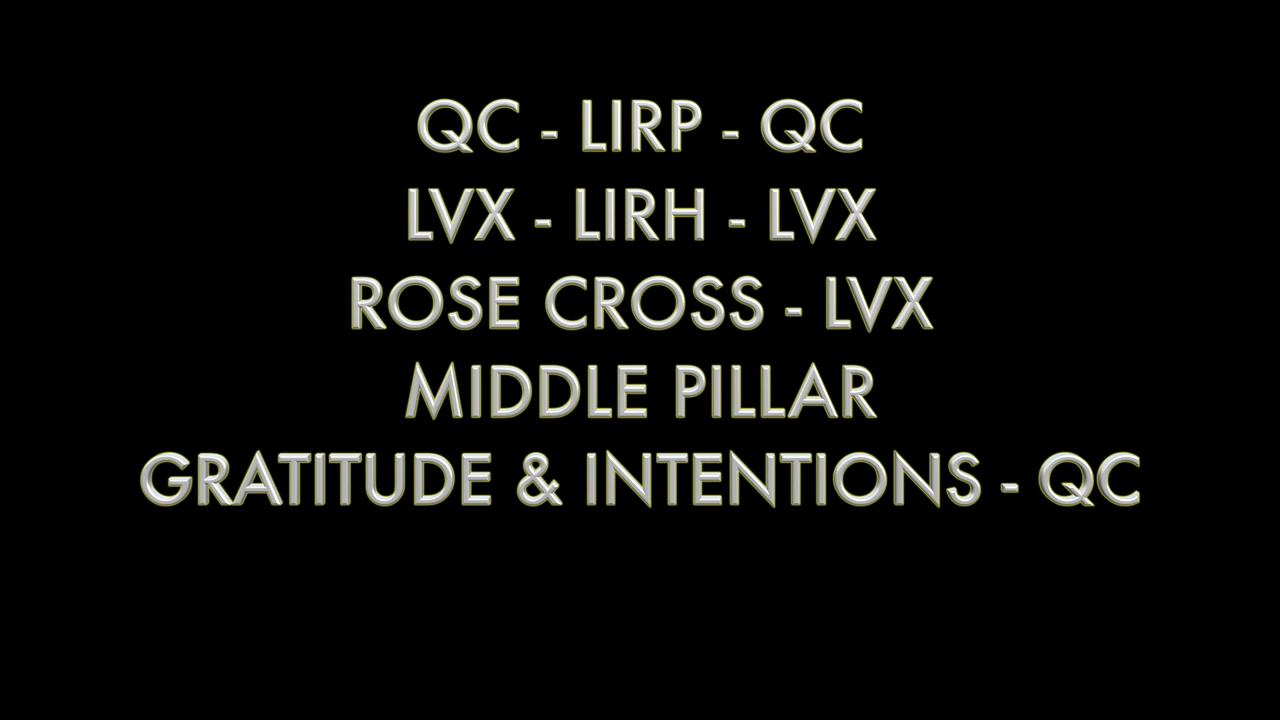 QC - LIRP - QC
LVX - LIRH - LVX
ROSE CROSS - LVX
MIDDLE PILLAR
GRATITUDE & INTENTIONS - QC